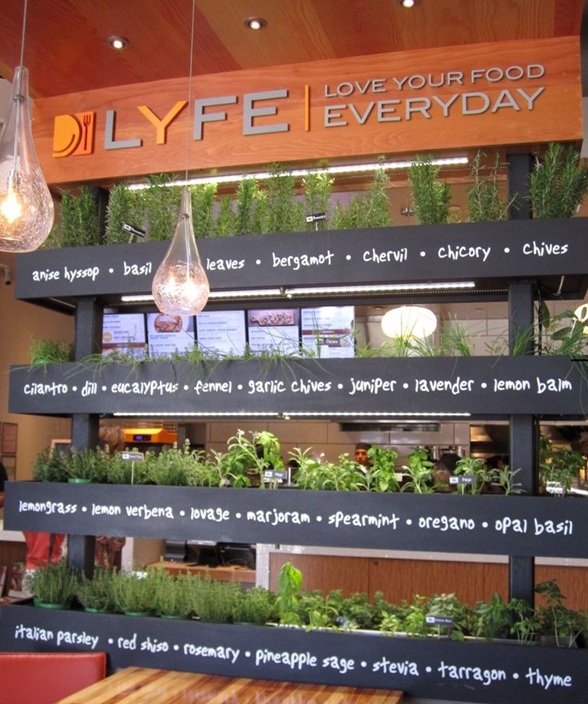 LYFE
LOVE YOUR FOOD
EVERYDAY
anise hyssop • basil leaves • bergamot • chervil • chicory • chives
cilantro • dill • eucalyptus • fennel • garlic chives • juniper • lavender • lemon balm
lemongrass • lemon verbena • lovage • marjoram • spearmint • oregano • opal basil
italian parsley • red shiso • rosemary • pineapple sage • stevia • tarragon • thyme